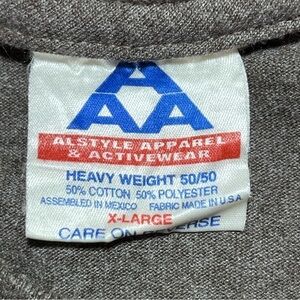 AAA
ALSTYLE APPAREL
& ACTIVEWEAR
HEAVY WEIGHT 50/50
50% COTTON 50% POLYESTER
ASSEMBLED IN MEXICO FABRIC MADE IN U.S.A
X-LARGE
CARE ON REVERSE